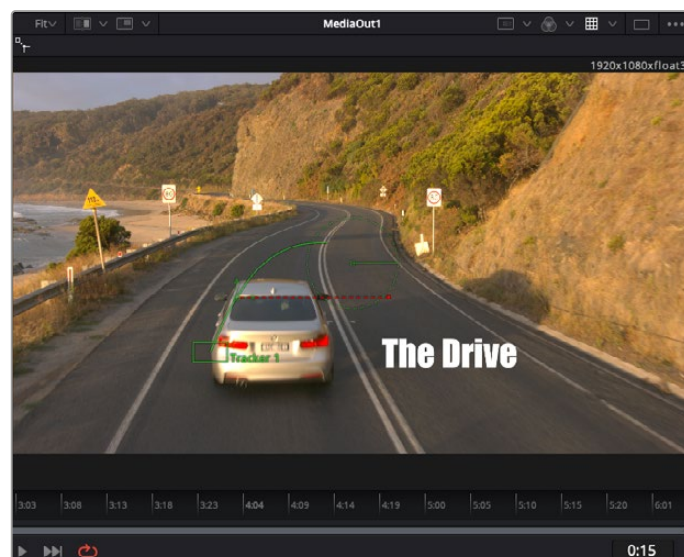 Fit MediaOut1
1920x1080xfloat3
Tracker 1
The Drive
3:03 3:08 3:13 3:18 3:23 4:04 4:09 4:14 4:19 5:00 5:05 5:10 5:15 5:20 6:01
0:15